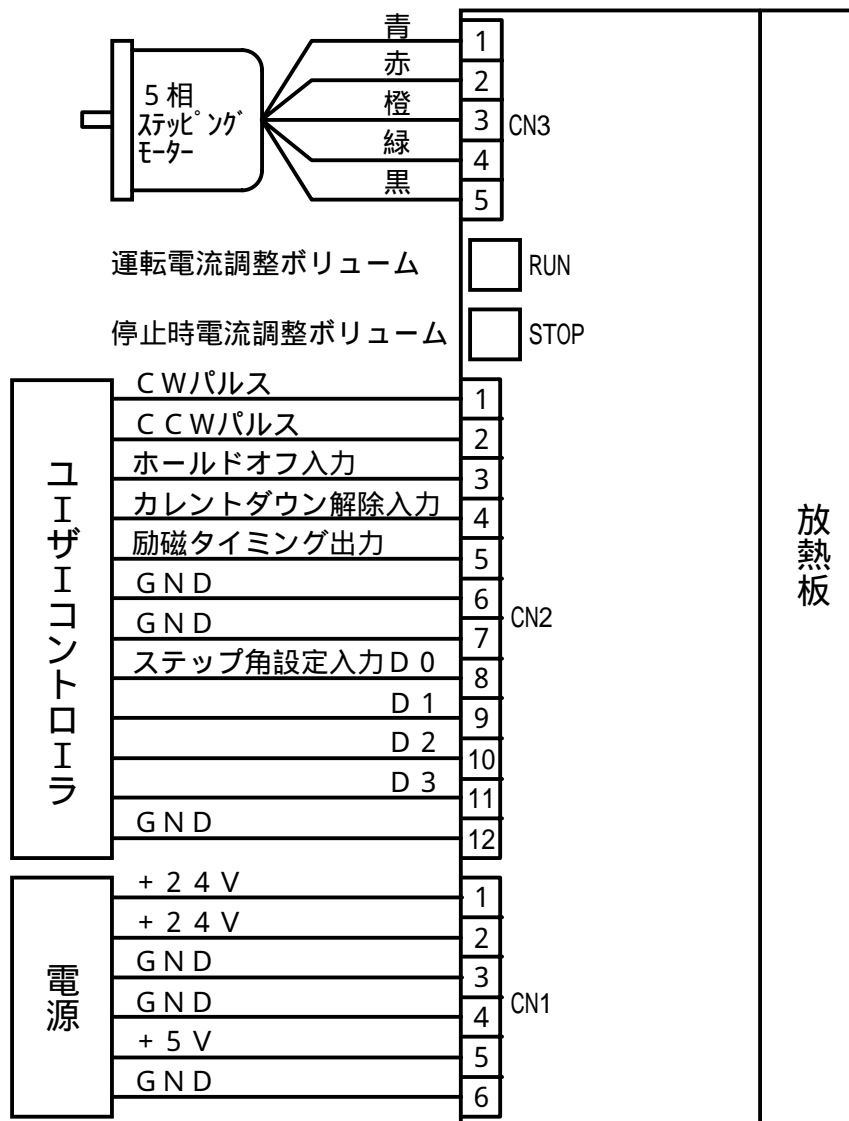 青
1
赤
2
5相
ステッピング
モーター
橙
3
CN3
緑
4
黒
5
運転電流調整ボリューム
RUN
停止時電流調整ボリューム
STOP
ユーザーコントローラ
CWパルス
1
CCWパルス
2
ホールドオフ入力
3
カレントダウン解除入力
4
励磁タイミング出力
5
GND
6
CN2
GND
7
ステップ角設定入力D0
8
D1
9
D2
10
D3
11
GND
12
電源
+24V
1
+24V
2
GND
3
CN1
GND
4
+5V
5
GND
6
放熱板